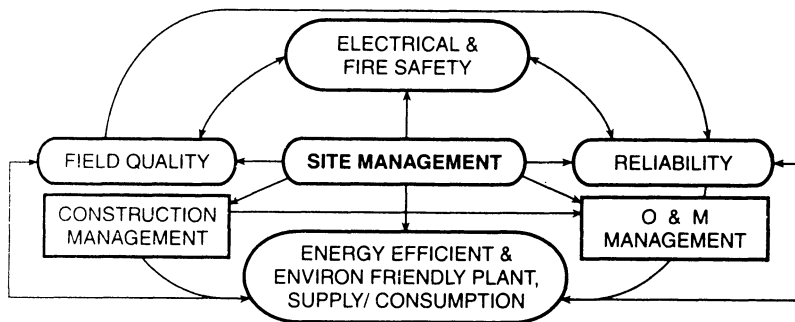 ELECTRICAL &
FIRE SAFETY
FIELD QUALITY
SITE MANAGEMENT
RELIABILITY
CONSTRUCTION
MANAGEMENT
O & M
MANAGEMENT
ENERGY EFFICIENT &
ENVIRON FRIENDLY PLANT,
SUPPLY/ CONSUMPTION